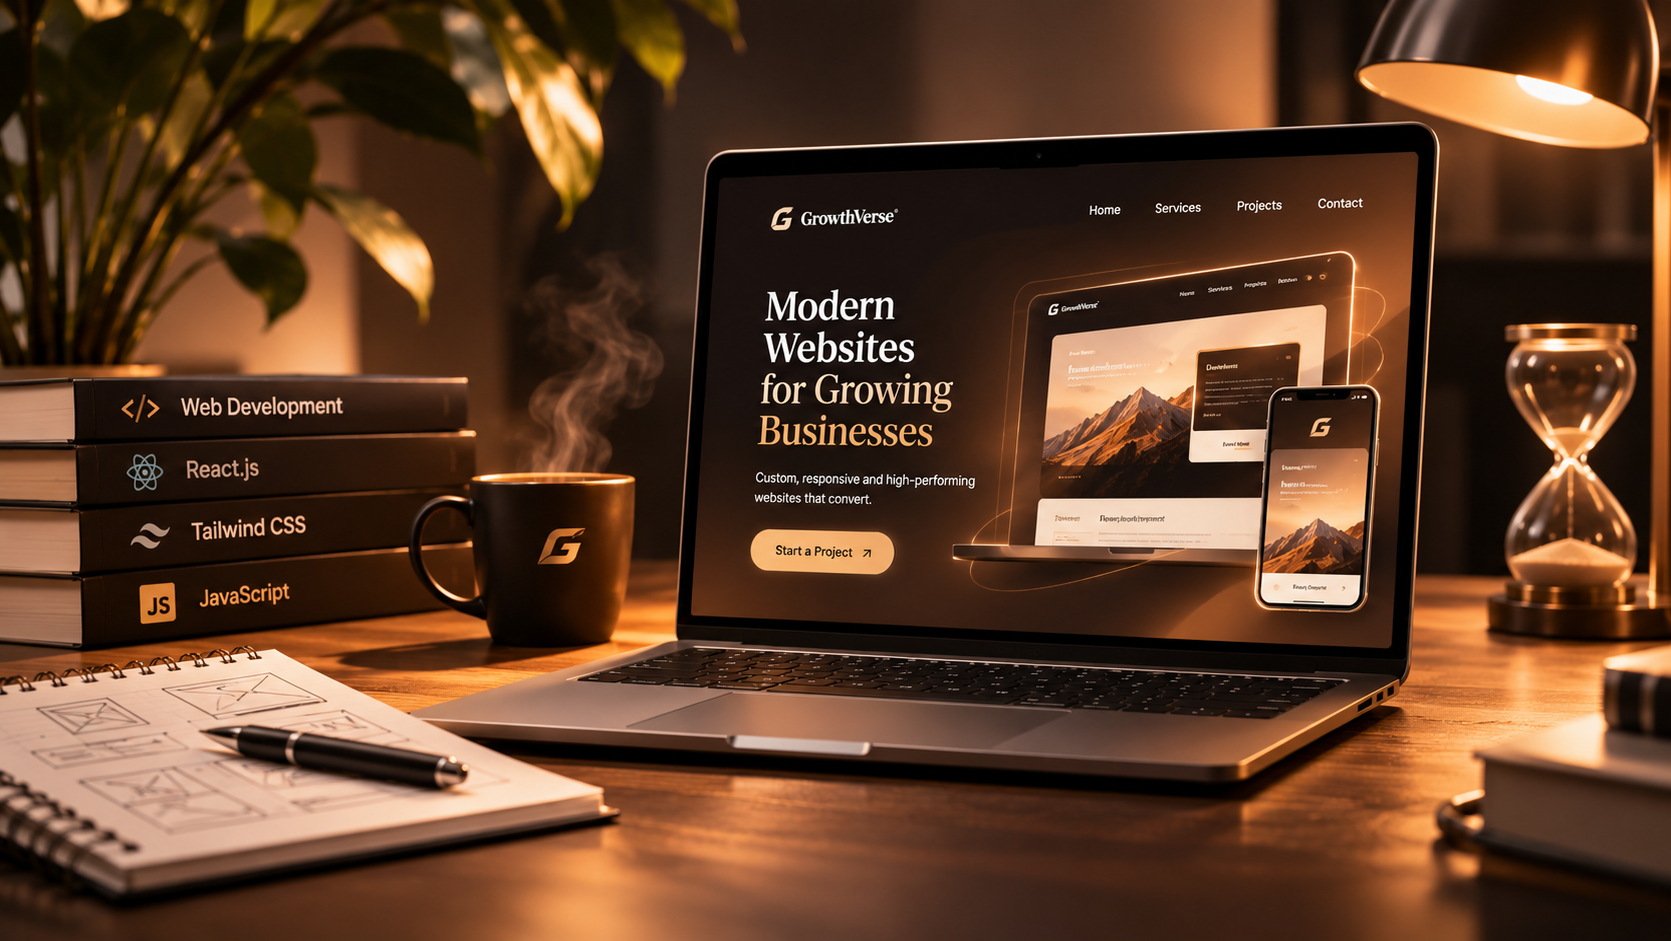 Web Development
React.js
Tailwind CSS
JS JavaScript
GrowthVerse
Home Services Projects Contact
Modern
Websites
for Growing
Businesses
Custom, responsive and high-performing
websites that convert.
Start a Project
GrowthVerse
Services